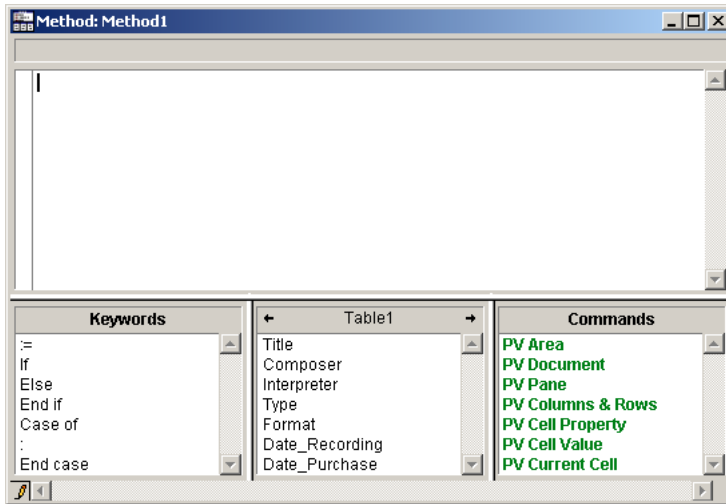 Method: Method1
Keywords
:=
If
Else
End if
Case of
:
End case
Table1
Title
Composer
Interpreter
Type
Format
Date_Recording
Date_Purchase
Commands
PV Area
PV Document
PV Pane
PV Columns & Rows
PV Cell Property
PV Cell Value
PV Current Cell